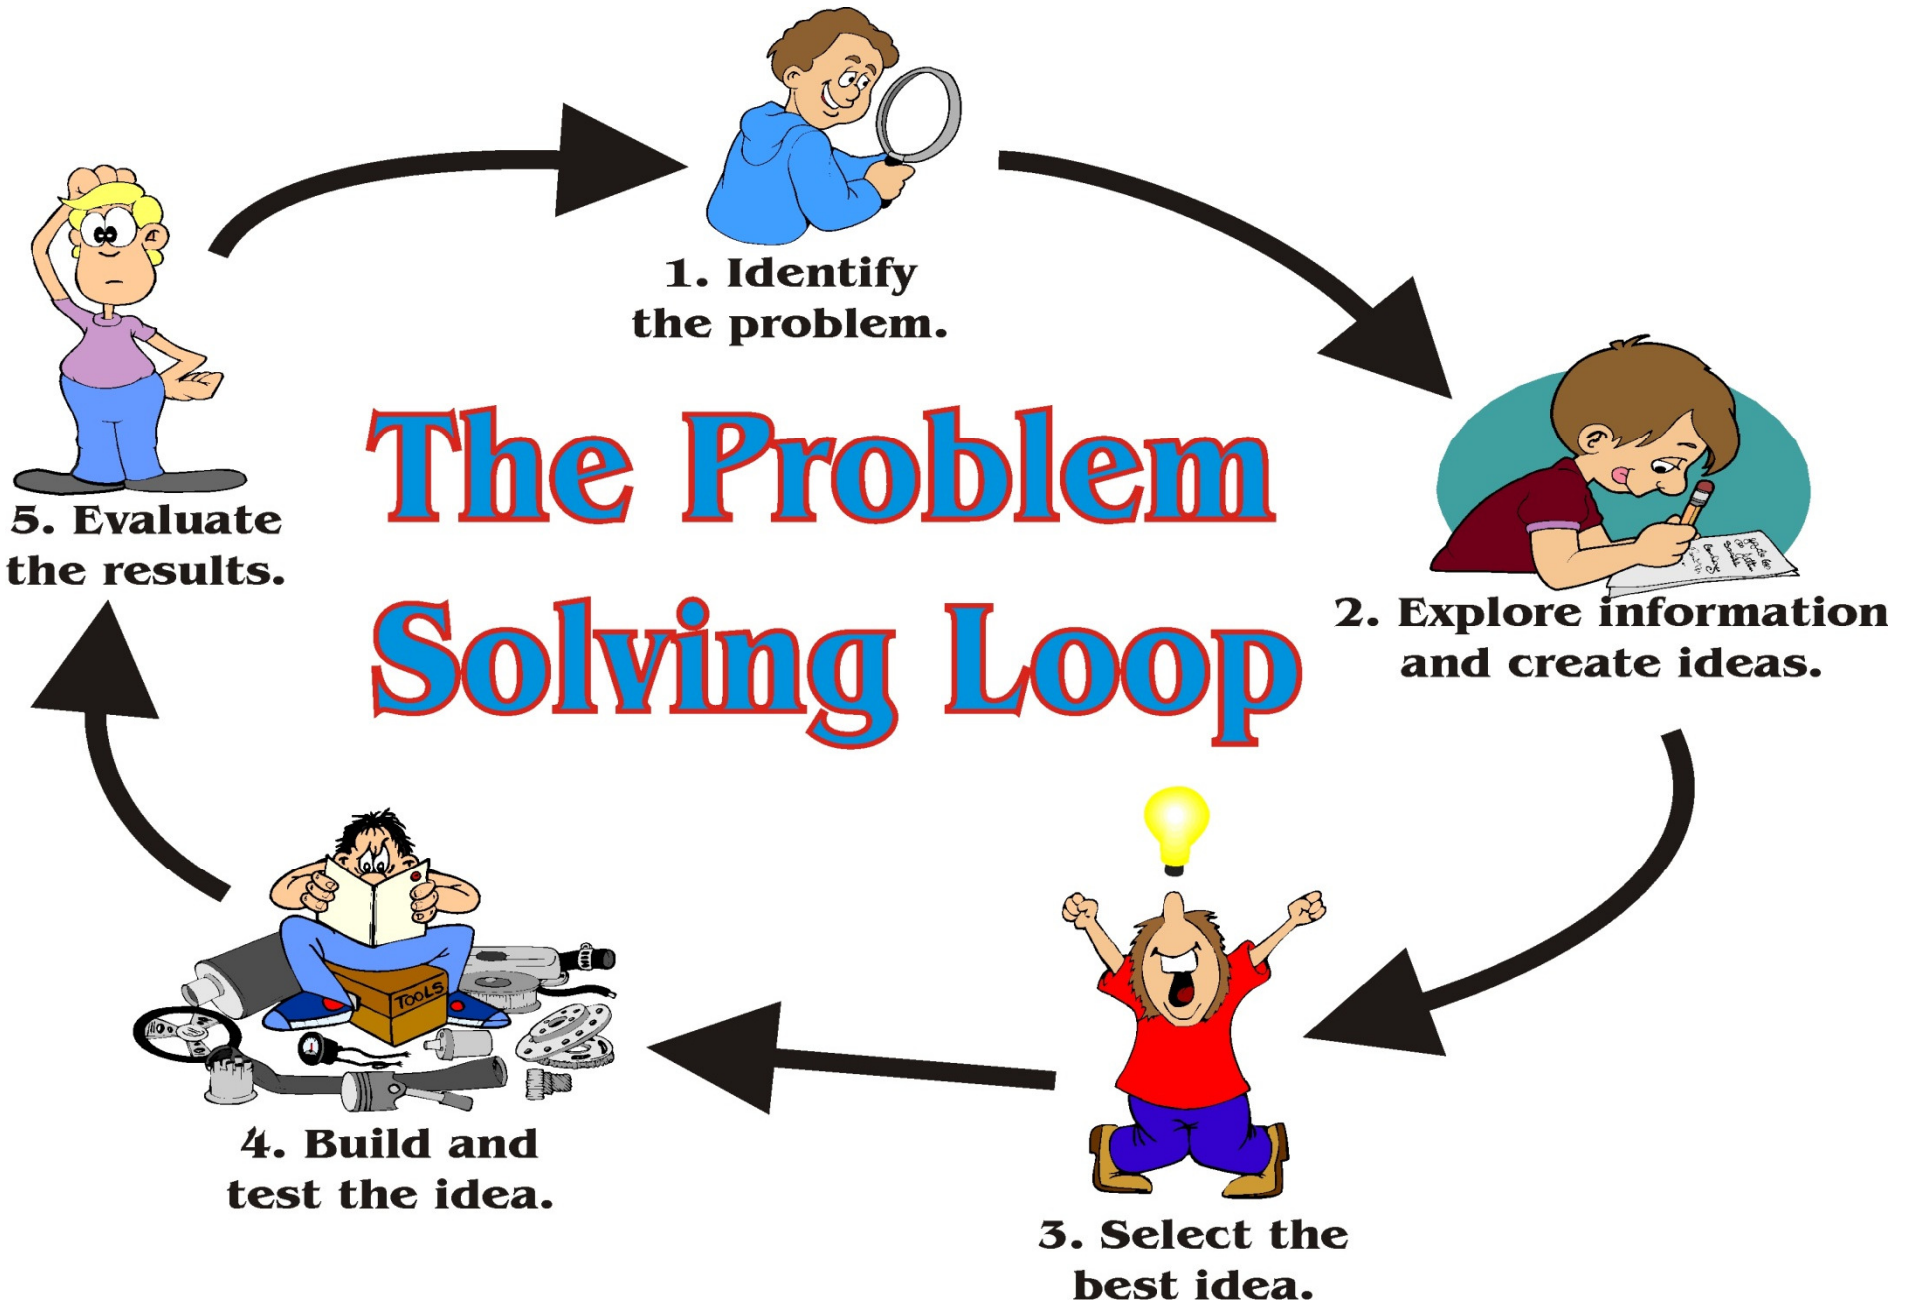 1. Identify
the problem.
The Problem
Solving Loop
2. Explore information
and create ideas.
3. Select the
best idea.
TOOLS
4. Build and
test the idea.
5. Evaluate
the results.